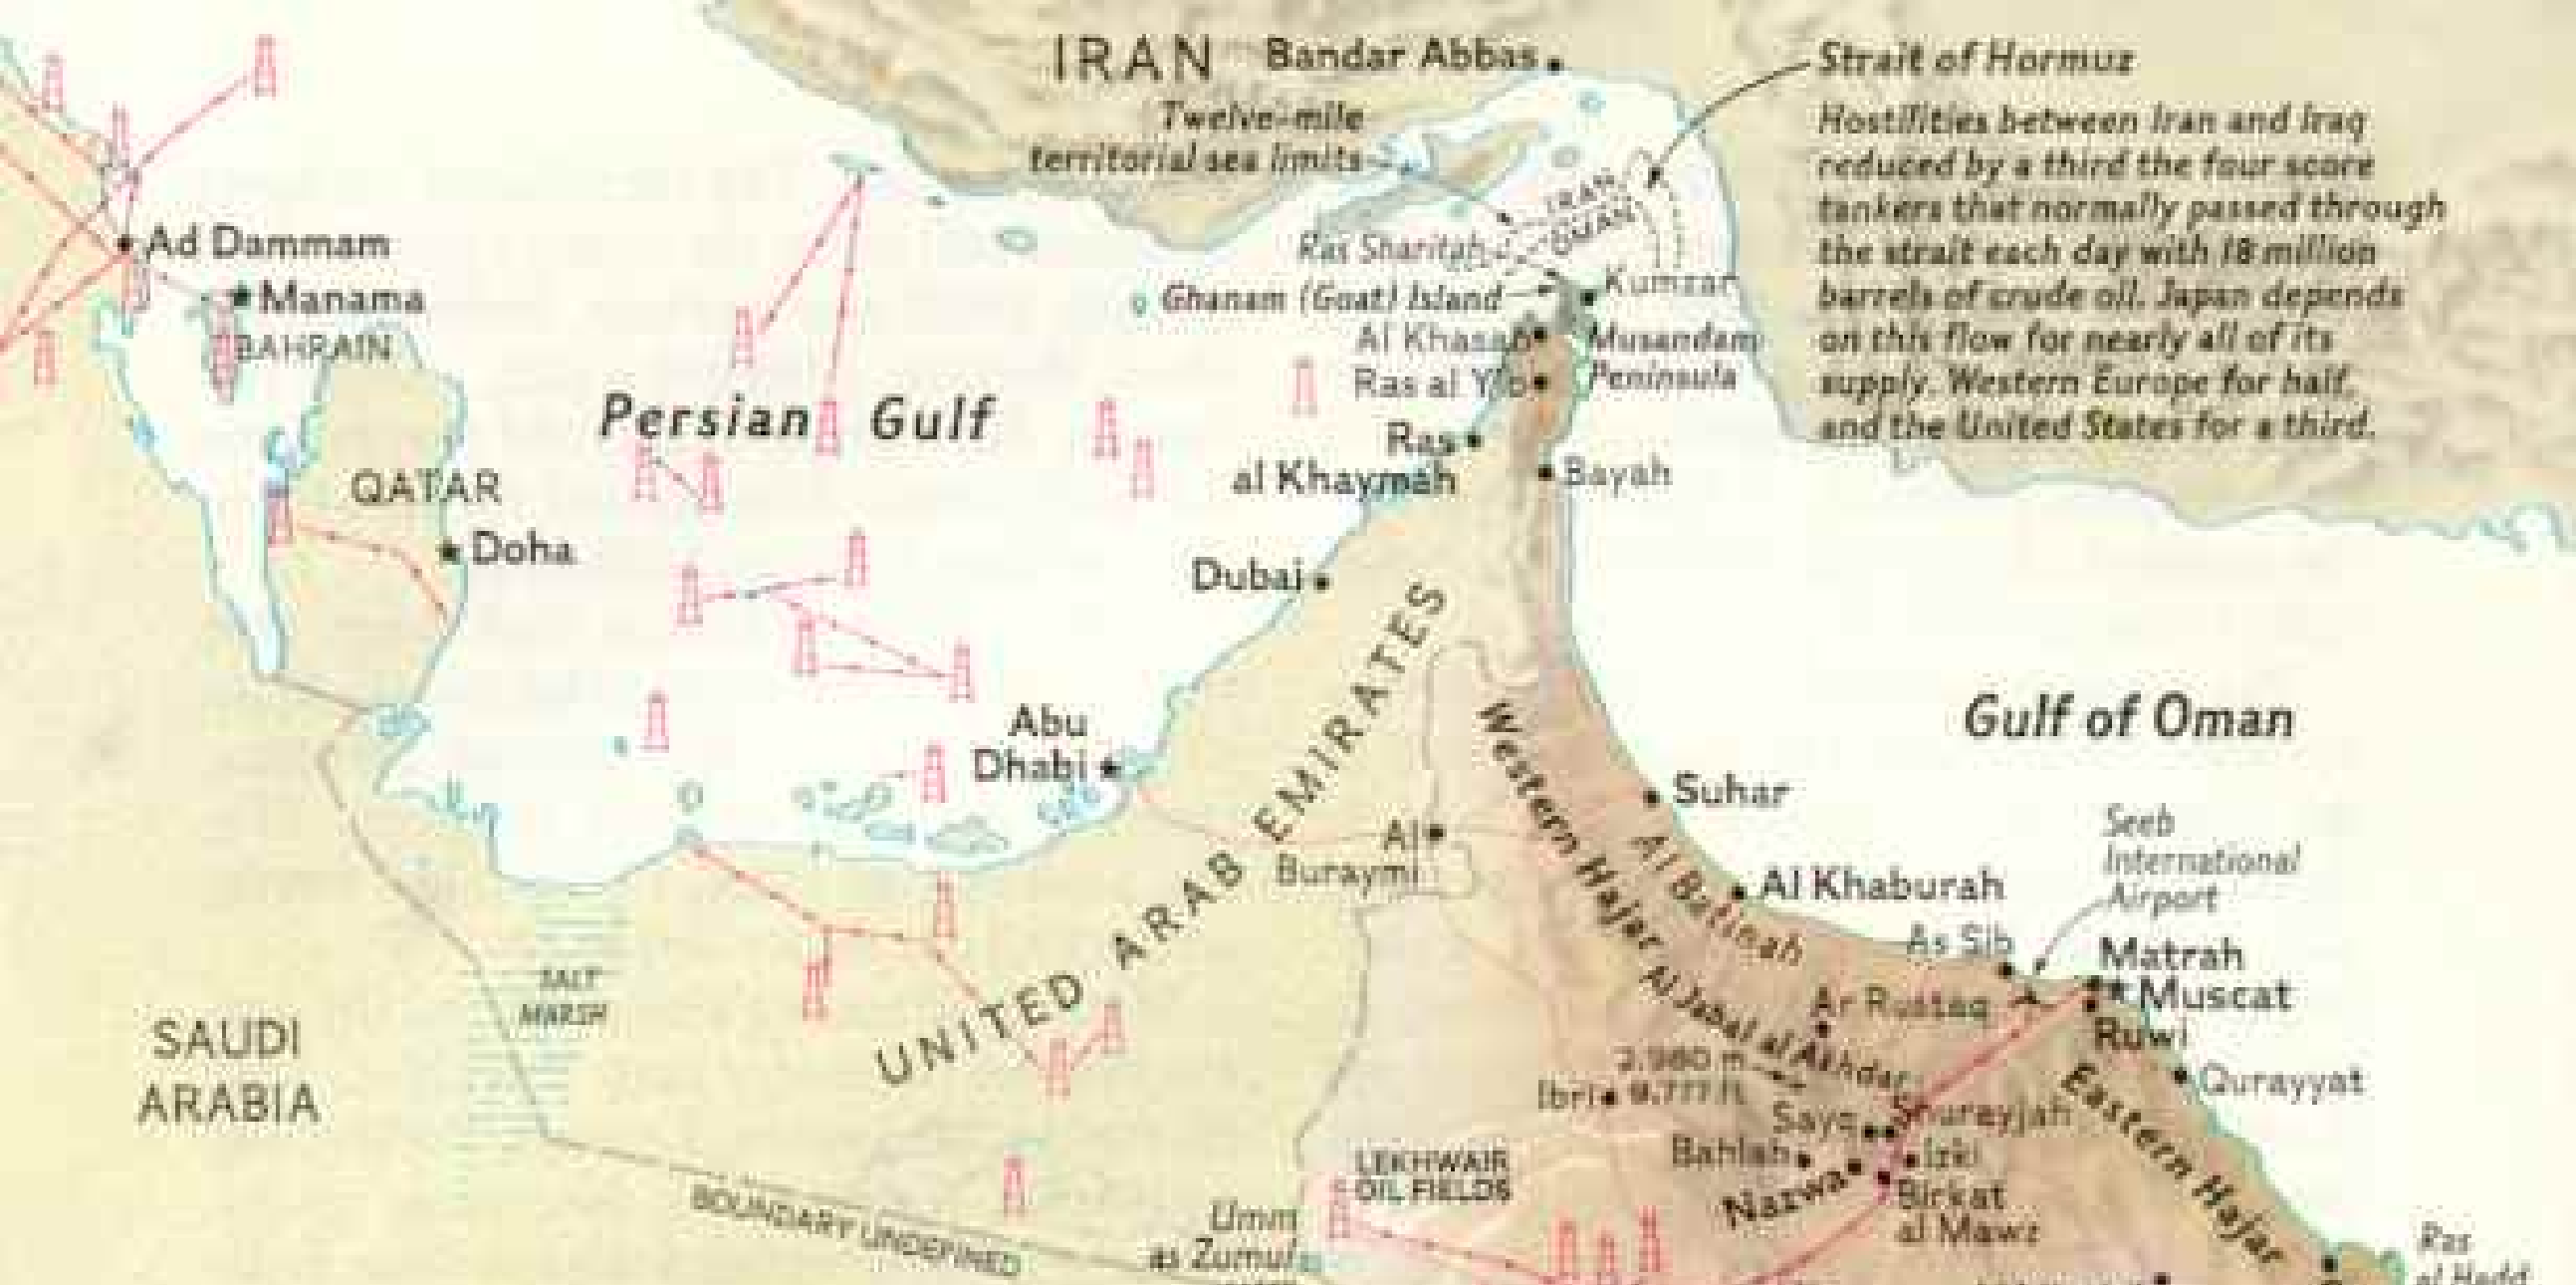 IRAN
Bandar Abbas
Strait of Hormuz
Twelve-mile
territorial sea limits
Hostilities between Iran and Iraq
reduced by a third the four score
tankers that normally passed through
the strait each day with 18 million
barrels of crude oil. Japan depends
on this flow for nearly all of its
supply, Western Europe for half,
and the United States for a third.
IRAN
OMAN
Ad Dammam
Manama
BAHRAIN
Ras Sharitah
Ghanam (Goat) Island
Kumzar
Al Khasab
Musandam
Peninsula
Ras al
Persian Gulf
Ras
al Khaymah
Bayah
QATAR
Doha
Dubai
Abu
Dhabi
UNITED ARAB EMIRATES
Gulf of Oman
Western Hajar
Suhar
Al
Buraymi
Al Batinah
Al Khaburah
Seeb
International
Airport
As Sib
Matrah
Muscat
Ruwi
Ar Rustaq
Al Jabal al Akhdar
2,980 m
9,777 ft
Ibri
Qurayyat
Eastern Hajar
SALT
MARSH
SAUDI
ARABIA
Sayq
Shurayjah
Bahlah
Izki
Nazwa
Birkat
al Mawz
LEKHWAIR
OIL FIELDS
BOUNDARY UNDEFINED
Umm
as Zumul
Ras
al Hadd